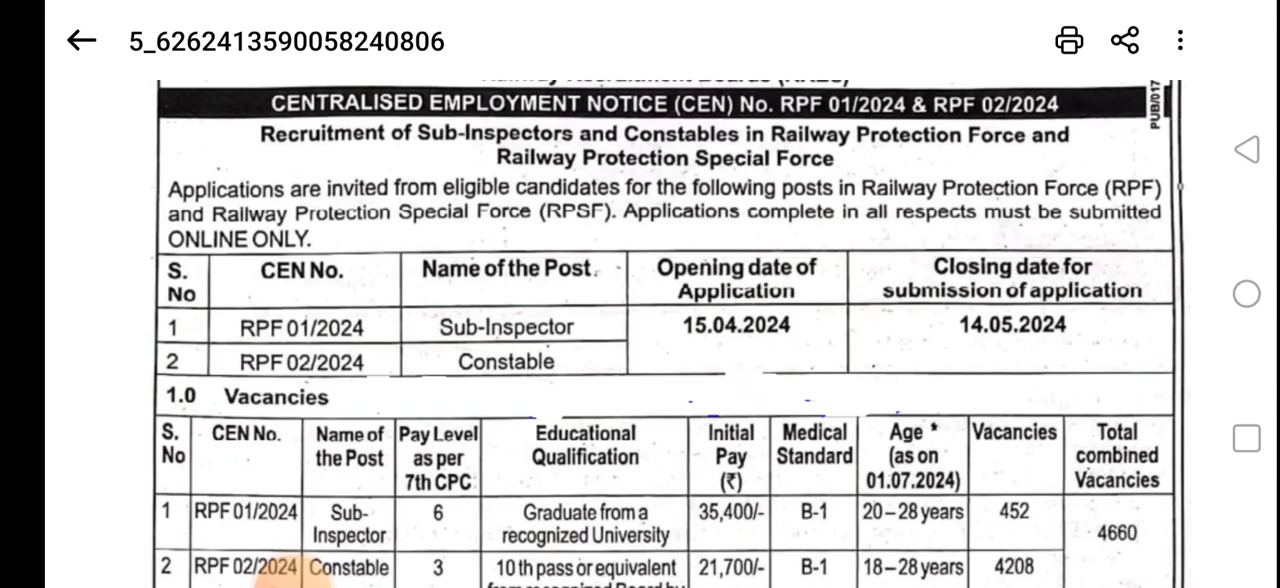 5_6262413590058240806
CENTRALISED EMPLOYMENT NOTICE (CEN) No. RPF 01/2024 & RPF 02/2024
PUB/017
Recruitment of Sub-Inspectors and Constables in Railway Protection Force and
Railway Protection Special Force
Applications are invited from eligible candidates for the following posts in Railway Protection Force (RPF)
and Railway Protection Special Force (RPSF). Applications complete in all respects must be submitted
ONLINE ONLY.
S. No CEN No. Name of the Post Opening date of Application Closing date for submission of application
1 RPF 01/2024 Sub-Inspector 15.04.2024 14.05.2024
2 RPF 02/2024 Constable
1.0 Vacancies
S. No CEN No. Name of the Post Pay Level as per 7th CPC Educational Qualification Initial Pay (₹) Medical Standard Age * (as on 01.07.2024) Vacancies Total combined Vacancies
1 RPF 01/2024 Sub-Inspector 6 Graduate from a recognized University 35,400/- B-1 20–28 years 452 4660
2 RPF 02/2024 Constable 3 10th pass or equivalent 21,700/- B-1 18–28 years 4208